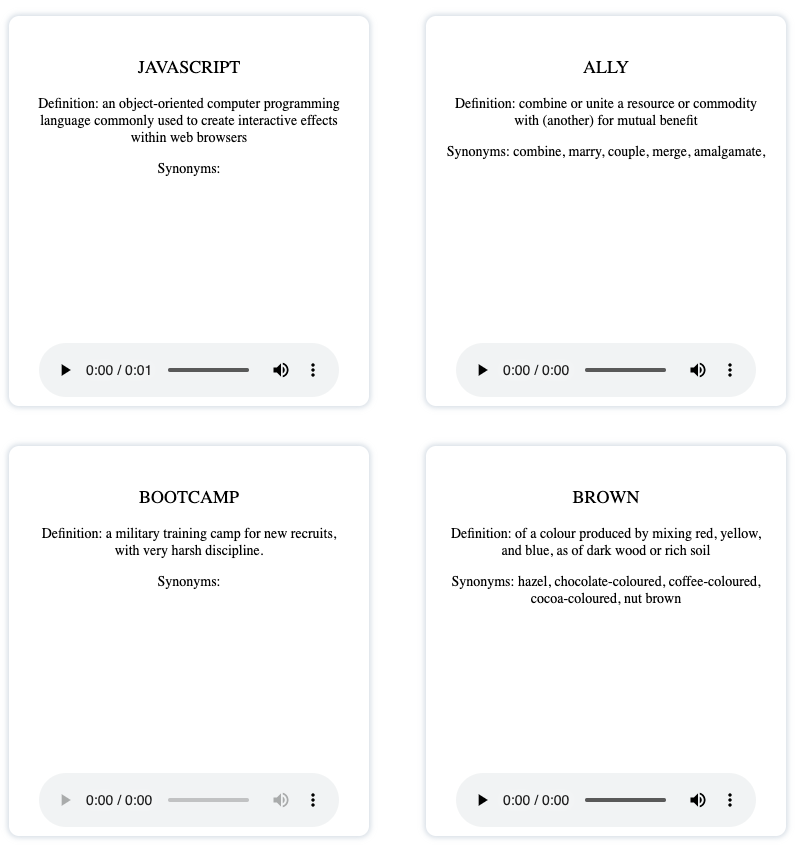 JAVASCRIPT
Definition: an object-oriented computer programming
language commonly used to create interactive effects
within web browsers
Synonyms:
0:00 / 0:01
ALLY
Definition: combine or unite a resource or commodity
with (another) for mutual benefit
Synonyms: combine, marry, couple, merge, amalgamate,
0:00 / 0:00
BOOTCAMP
Definition: a military training camp for new recruits,
with very harsh discipline.
Synonyms:
0:00 / 0:00
BROWN
Definition: of a colour produced by mixing red, yellow,
and blue, as of dark wood or rich soil
Synonyms: hazel, chocolate-coloured, coffee-coloured,
cocoa-coloured, nut brown
0:00 / 0:00